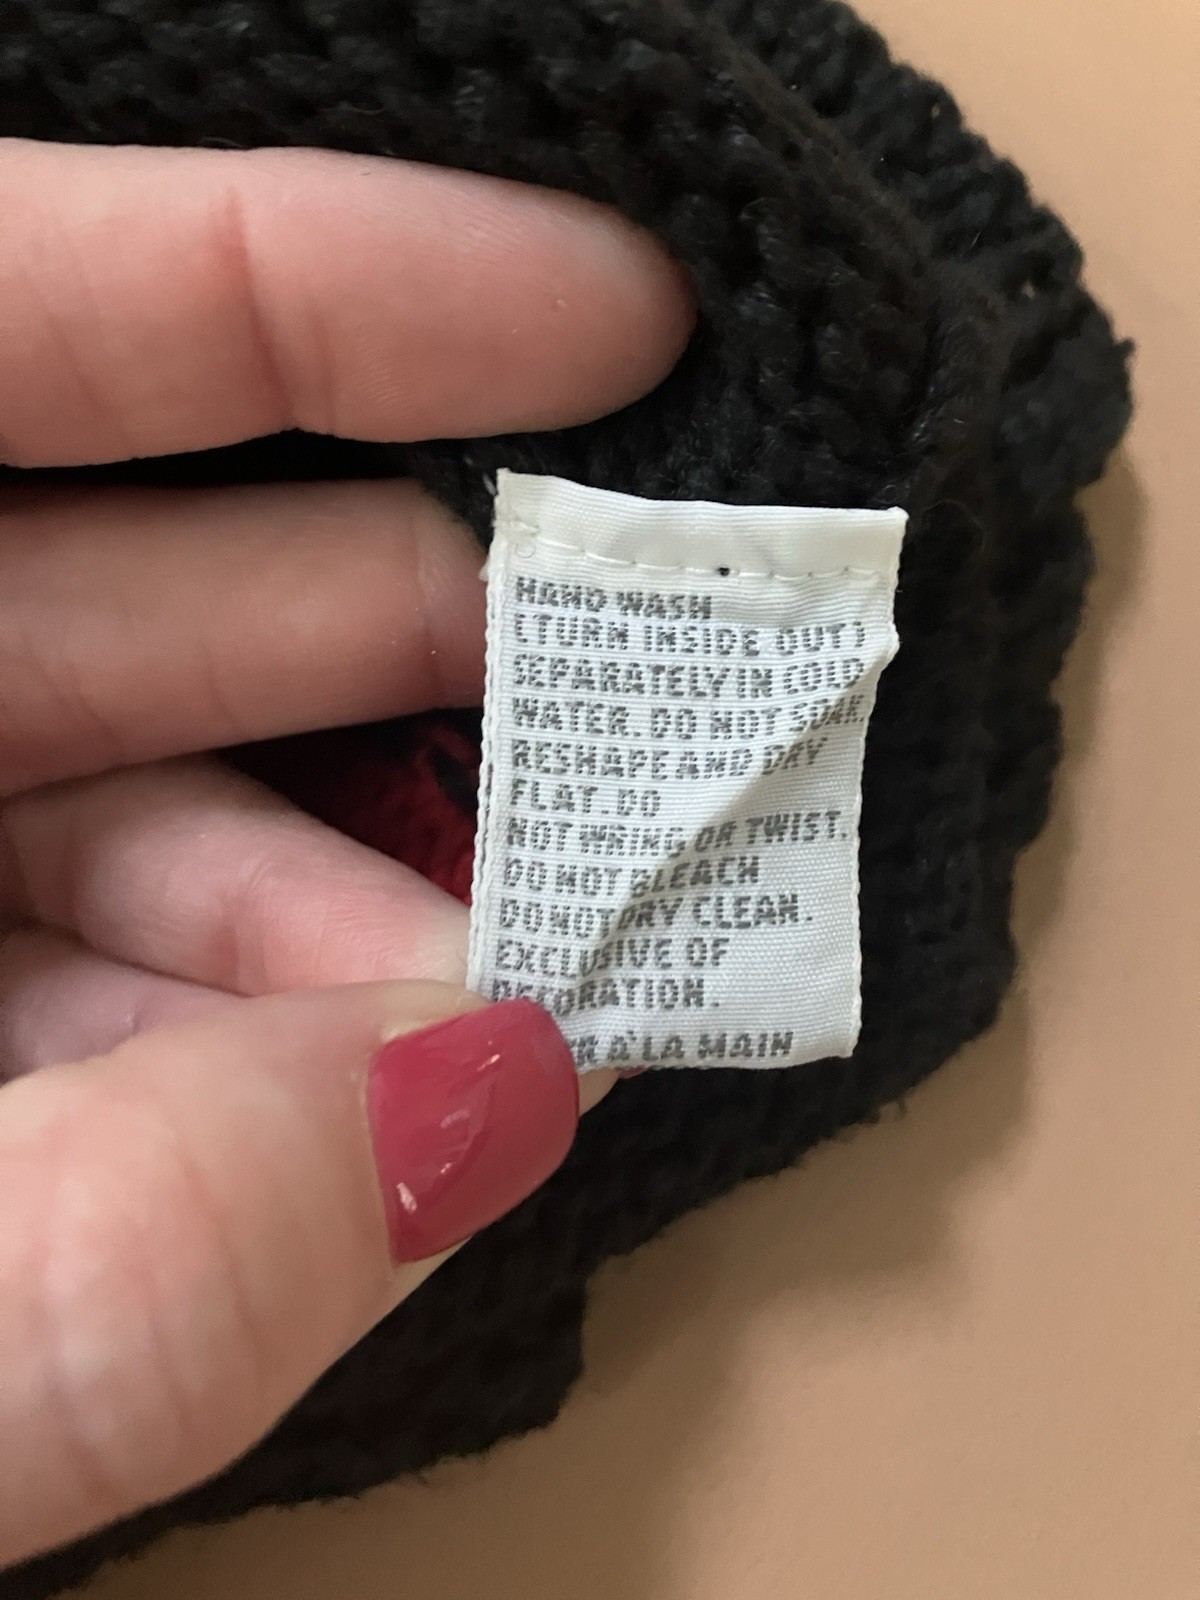 HAND WASH
(TURN INSIDE OUT)
SEPARATELY IN COLD
WATER. DO NOT SOAK.
RESHAPE AND DRY
FLAT. DO
NOT WRING OR TWIST.
DO NOT BLEACH
DO NOT DRY CLEAN.
EXCLUSIVE OF
DECORATION.
A LA MAIN